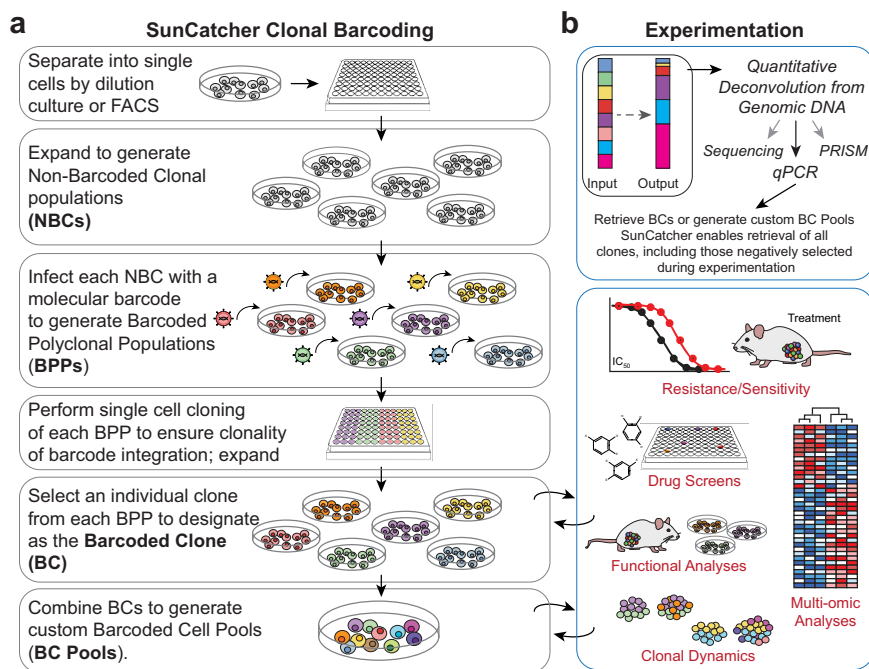 a
SunCatcher Clonal Barcoding
Separate into single
cells by dilution
culture or FACS
Expand to generate
Non-Barcoded Clonal
populations
(NBCs)
Infect each NBC with a
molecular barcode
to generate Barcoded
Polyclonal Populations
(BPPs)
Perform single cell cloning
of each BPP to ensure clonality
of barcode integration; expand
Select an individual clone
from each BPP to designate
as the Barcoded Clone
(BC)
Combine BCs to generate
custom Barcoded Cell Pools
(BC Pools).
b
Experimentation
Input
Output
Quantitative
Deconvolution from
Genomic DNA
Sequencing
PRISM
qPCR
Retrieve BCs or generate custom BC Pools
SunCatcher enables retrieval of all
clones, including those negatively selected
during experimentation
IC50
Treatment
Resistance/Sensitivity
Drug Screens
Functional Analyses
Multi-omic
Analyses
Clonal Dynamics